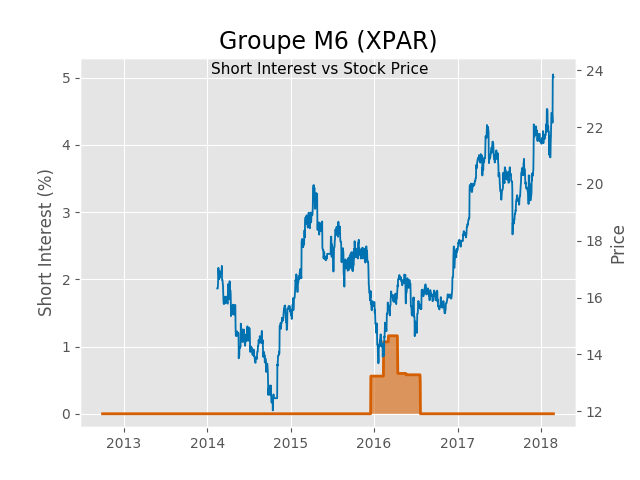 Groupe M6 (XPAR)
Short Interest vs Stock Price
5
4
3
2
1
0
Short Interest (%)
24
22
20
18
16
14
12
Price
2013 2014 2015 2016 2017 2018